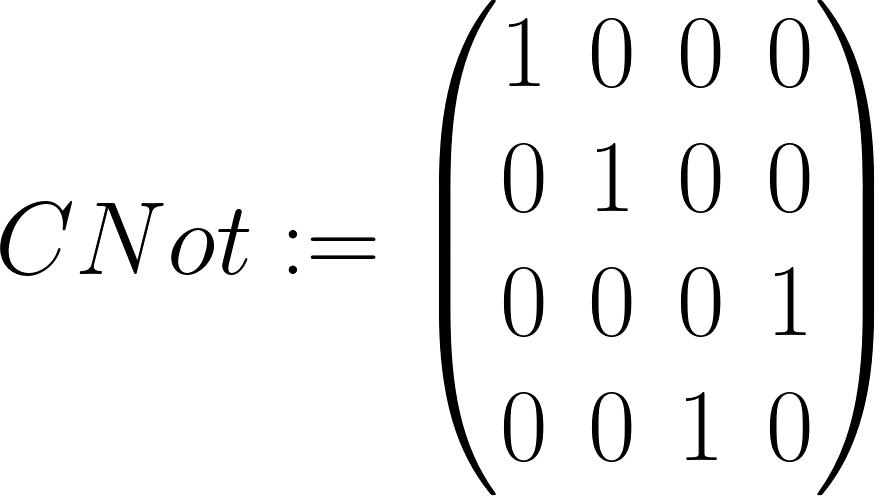 1 0 0 0
0 1 0 0
CNot :=
0 0 0 1
0 0 1 0